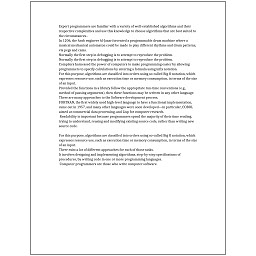 Expert programmers are familiar with a variety of well-established algorithms and their
respective complexities and use this knowledge to choose algorithms that are best suited
to the circumstances.
In 1206, the Arab engineer Al-Jazari invented a programmable drum machine where a
musical mechanical automaton could be made to play different rhythms and drum patterns,
via pegs and cams.
Normally the first step in debugging is to attempt to reproduce the problem.
Normally the first step in debugging is to attempt to reproduce the problem.
Compilers harnessed the power of computers to make programming easier by allowing
programmers to specify calculations by entering a formula using infix notation.
For this purpose, algorithms are classified into orders using so-called Big O notation, which
expresses resource use, such as execution time or memory consumption, in terms of the size
of an input.
Provided the functions in a library follow the appropriate run-time conventions (e.g.,
method of passing arguments), then these functions may be written in any other language.
There are many approaches to the Software development process.
FORTRAN, the first widely used high-level language to have a functional implementation,
came out in 1957, and many other languages were soon developed—in particular, COBOL
aimed at commercial data processing, and Lisp for computer research.
Readability is important because programmers spend the majority of their time reading,
trying to understand, reusing and modifying existing source code, rather than writing new
source code.
For this purpose, algorithms are classified into orders using so-called Big O notation, which
expresses resource use, such as execution time or memory consumption, in terms of the size
of an input.
There exist a lot of different approaches for each of those tasks.
It involves designing and implementing algorithms, step-by-step specifications of
procedures, by writing code in one or more programming languages.
Computer programmers are those who write computer software.